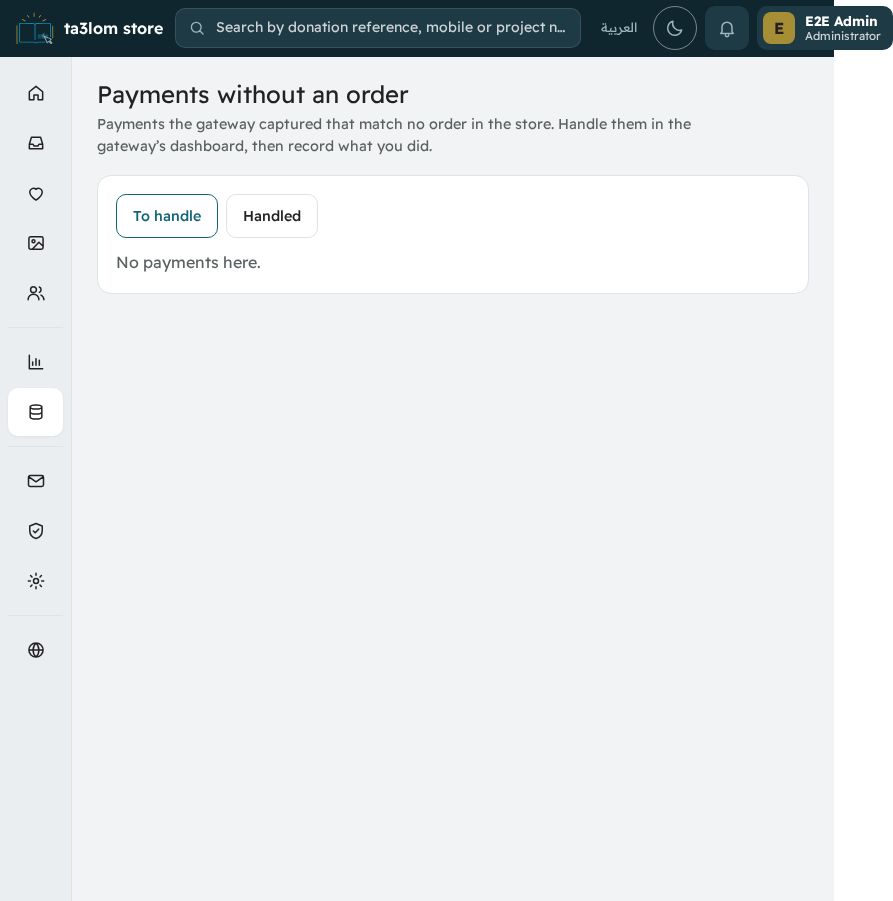 ta3lom store
Search by donation reference, mobile or project n...
العربية
E
E2E Admin
Administrator
Payments without an order
Payments the gateway captured that match no order in the store. Handle them in the
gateway’s dashboard, then record what you did.
To handle
Handled
No payments here.